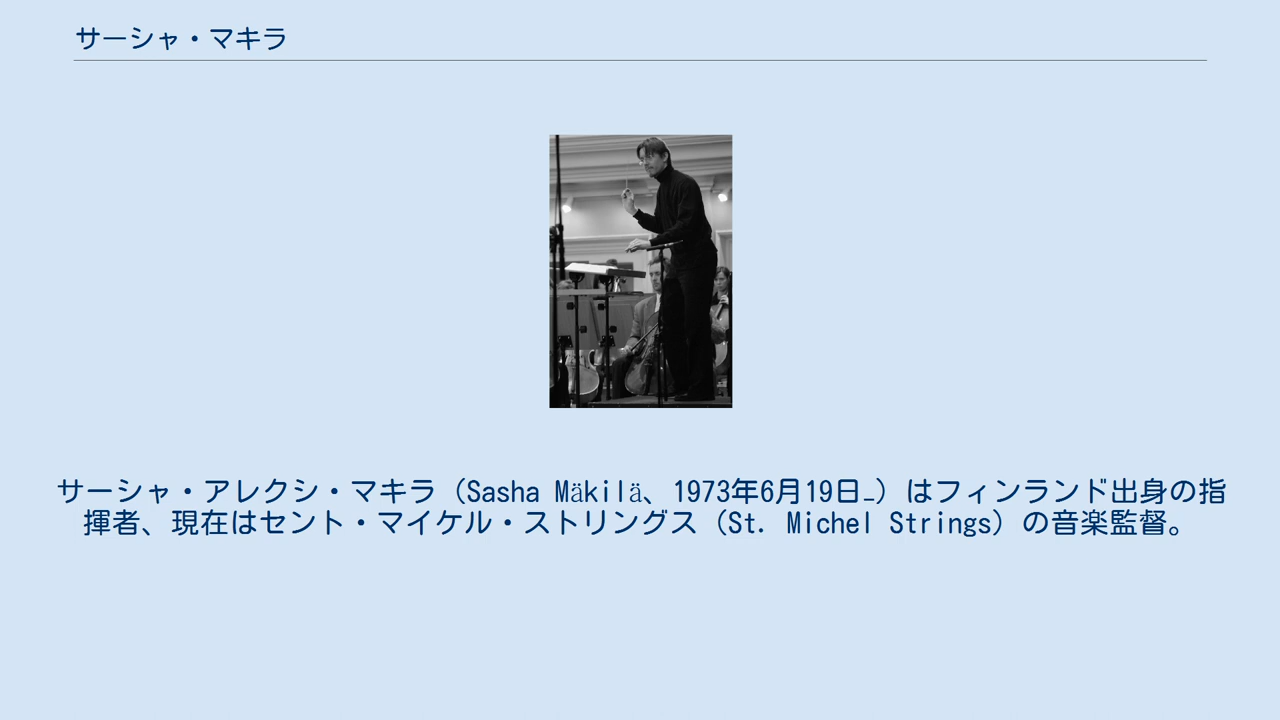 サーシャ・マキラ
サーシャ・アレクシ・マキラ（Sasha Mäkilä、1973年6月19日–）はフィンランド出身の指
揮者、現在はセント・マイケル・ストリングス（St. Michel Strings）の音楽監督。